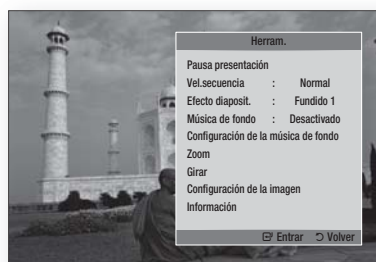 Herram.
Pausa presentación
Vel.secuencia : Normal
Efecto diaposit. : Fundido 1
Música de fondo : Desactivado
Configuración de la música de fondo
Zoom
Girar
Configuración de la imagen
Información
Entrar Volver